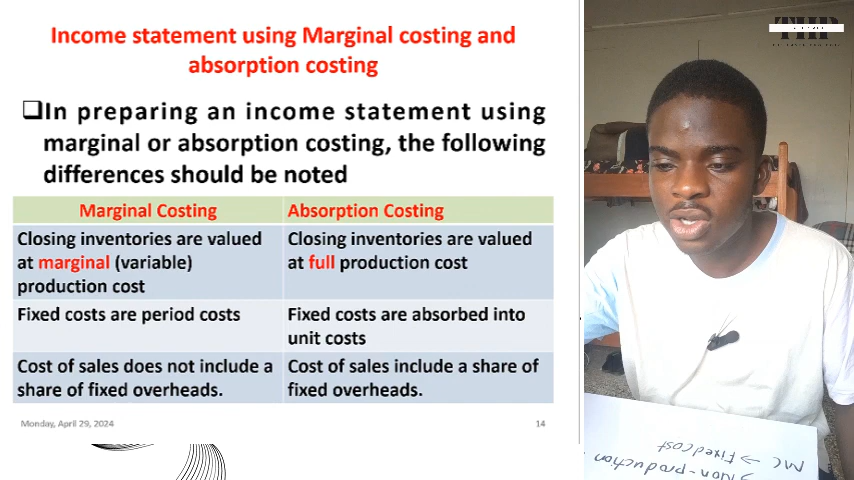 Income statement using Marginal costing and
absorption costing
❑In preparing an income statement using
marginal or absorption costing, the following
differences should be noted
Marginal Costing
Absorption Costing
Closing inventories are valued
at marginal (variable)
production cost
Closing inventories are valued
at full production cost
Fixed costs are period costs
Fixed costs are absorbed into
unit costs
Cost of sales does not include a
share of fixed overheads.
Cost of sales include a share of
fixed overheads.
Monday, April 29, 2024
14
MC → Fixed cost
→ Non-production